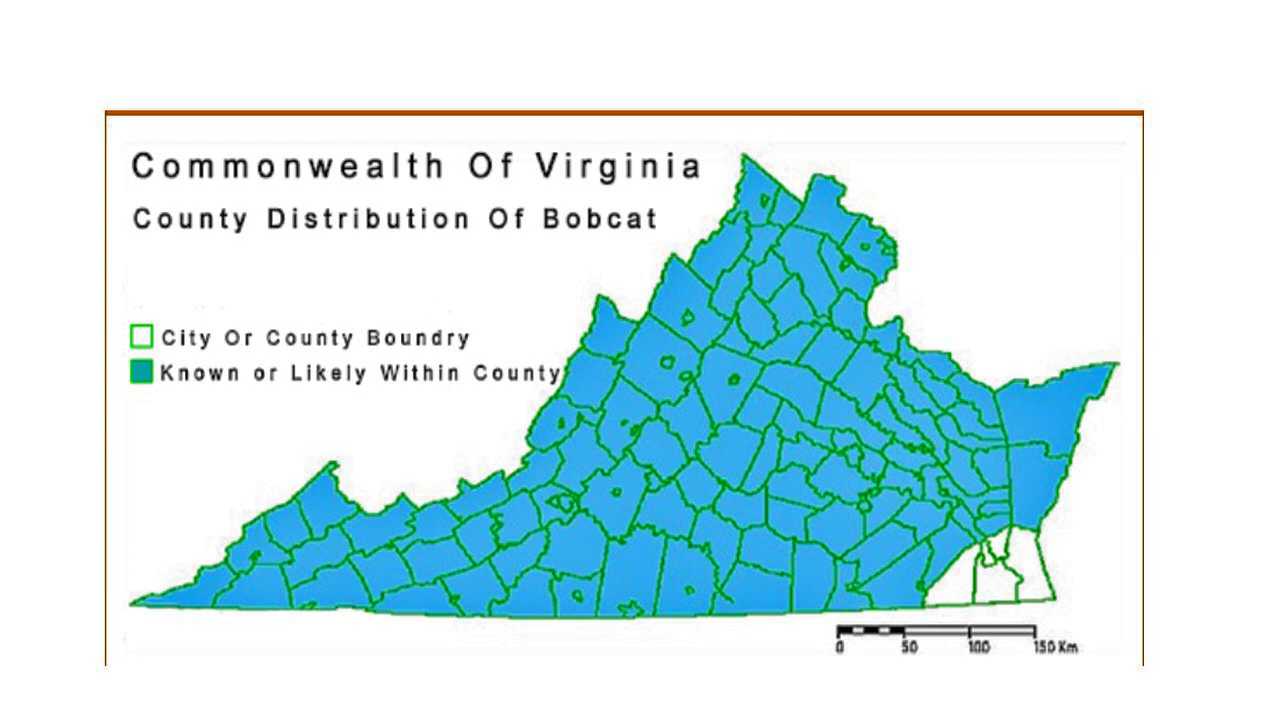 Commonwealth Of Virginia
County Distribution Of Bobcat
City Or County Boundry
Known or Likely Within County
0 50 100 150 Km